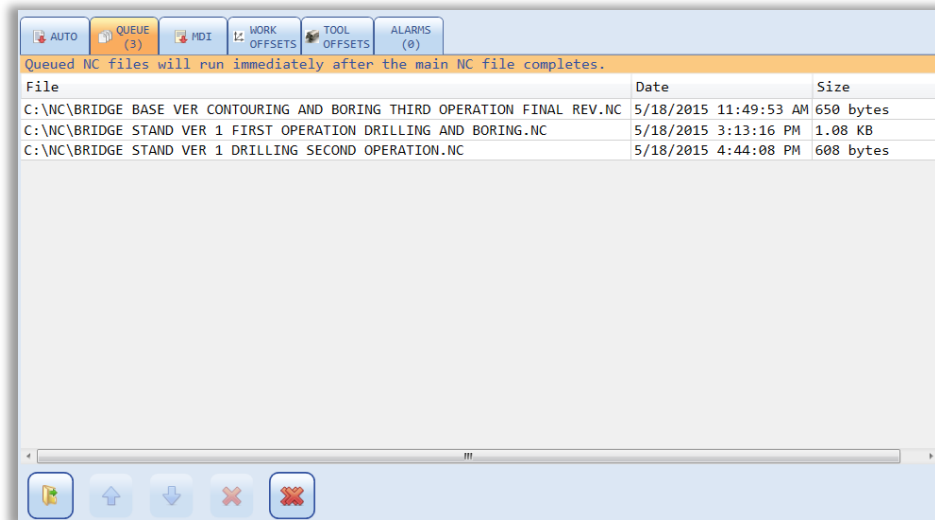 AUTO
QUEUE
(3)
MDI
WORK
OFFSETS
TOOL
OFFSETS
ALARMS
(0)
Queued NC files will run immediately after the main NC file completes.
File Date Size
C:\NC\BRIDGE BASE VER CONTOURING AND BORING THIRD OPERATION FINAL REV.NC 5/18/2015 11:49:53 AM 650 bytes
C:\NC\BRIDGE STAND VER 1 FIRST OPERATION DRILLING AND BORING.NC 5/18/2015 3:13:16 PM 1.08 KB
C:\NC\BRIDGE STAND VER 1 DRILLING SECOND OPERATION.NC 5/18/2015 4:44:08 PM 608 bytes